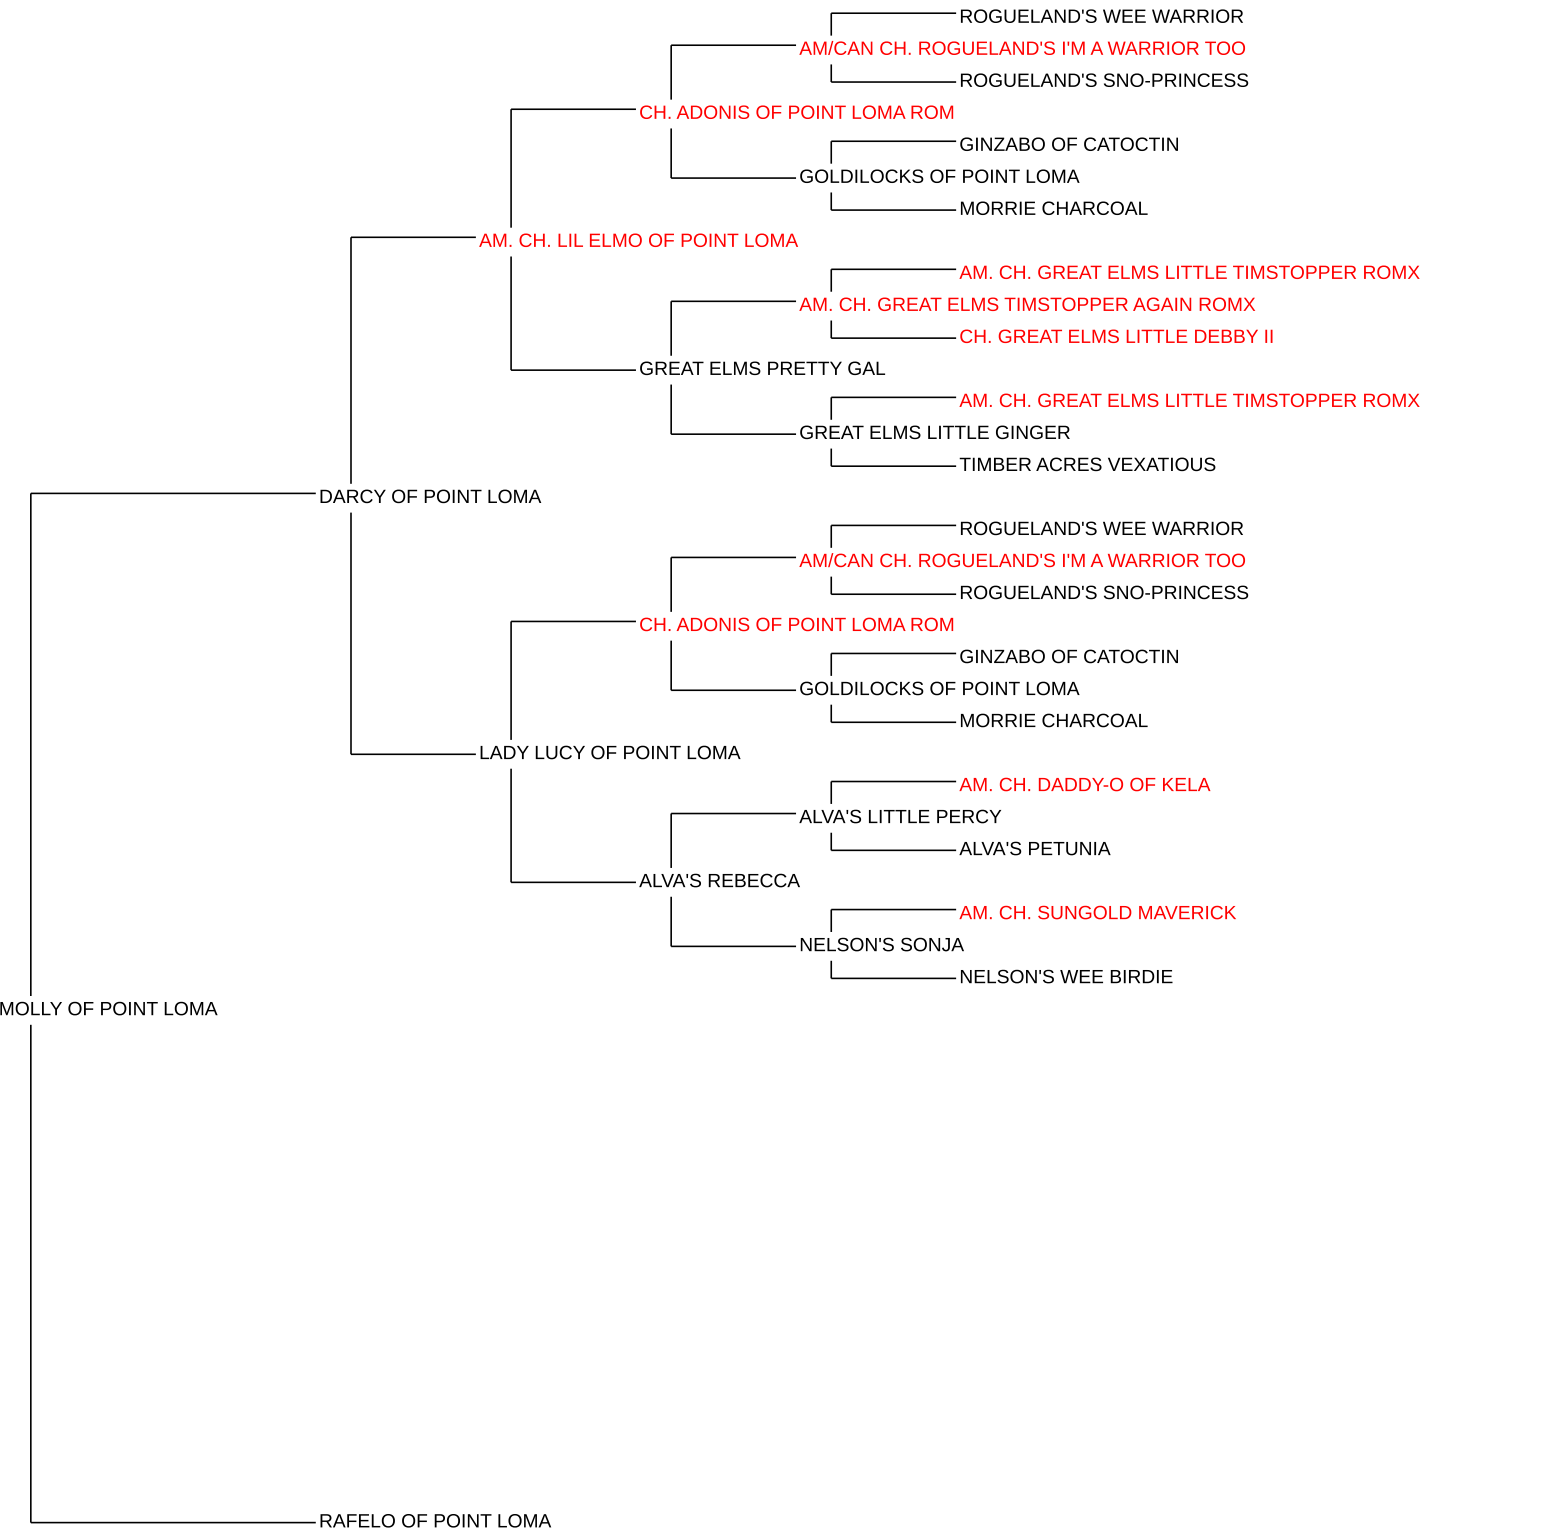 ROGUELAND'S WEE WARRIOR
AM/CAN CH. ROGUELAND'S I'M A WARRIOR TOO
ROGUELAND'S SNO-PRINCESS
CH. ADONIS OF POINT LOMA ROM
GINZABO OF CATOCTIN
GOLDILOCKS OF POINT LOMA
MORRIE CHARCOAL
AM. CH. LIL ELMO OF POINT LOMA
AM. CH. GREAT ELMS LITTLE TIMSTOPPER ROMX
AM. CH. GREAT ELMS TIMSTOPPER AGAIN ROMX
CH. GREAT ELMS LITTLE DEBBY II
GREAT ELMS PRETTY GAL
AM. CH. GREAT ELMS LITTLE TIMSTOPPER ROMX
GREAT ELMS LITTLE GINGER
TIMBER ACRES VEXATIOUS
DARCY OF POINT LOMA
ROGUELAND'S WEE WARRIOR
AM/CAN CH. ROGUELAND'S I'M A WARRIOR TOO
ROGUELAND'S SNO-PRINCESS
CH. ADONIS OF POINT LOMA ROM
GINZABO OF CATOCTIN
GOLDILOCKS OF POINT LOMA
MORRIE CHARCOAL
LADY LUCY OF POINT LOMA
AM. CH. DADDY-O OF KELA
ALVA'S LITTLE PERCY
ALVA'S PETUNIA
ALVA'S REBECCA
AM. CH. SUNGOLD MAVERICK
NELSON'S SONJA
NELSON'S WEE BIRDIE
MOLLY OF POINT LOMA
RAFELO OF POINT LOMA